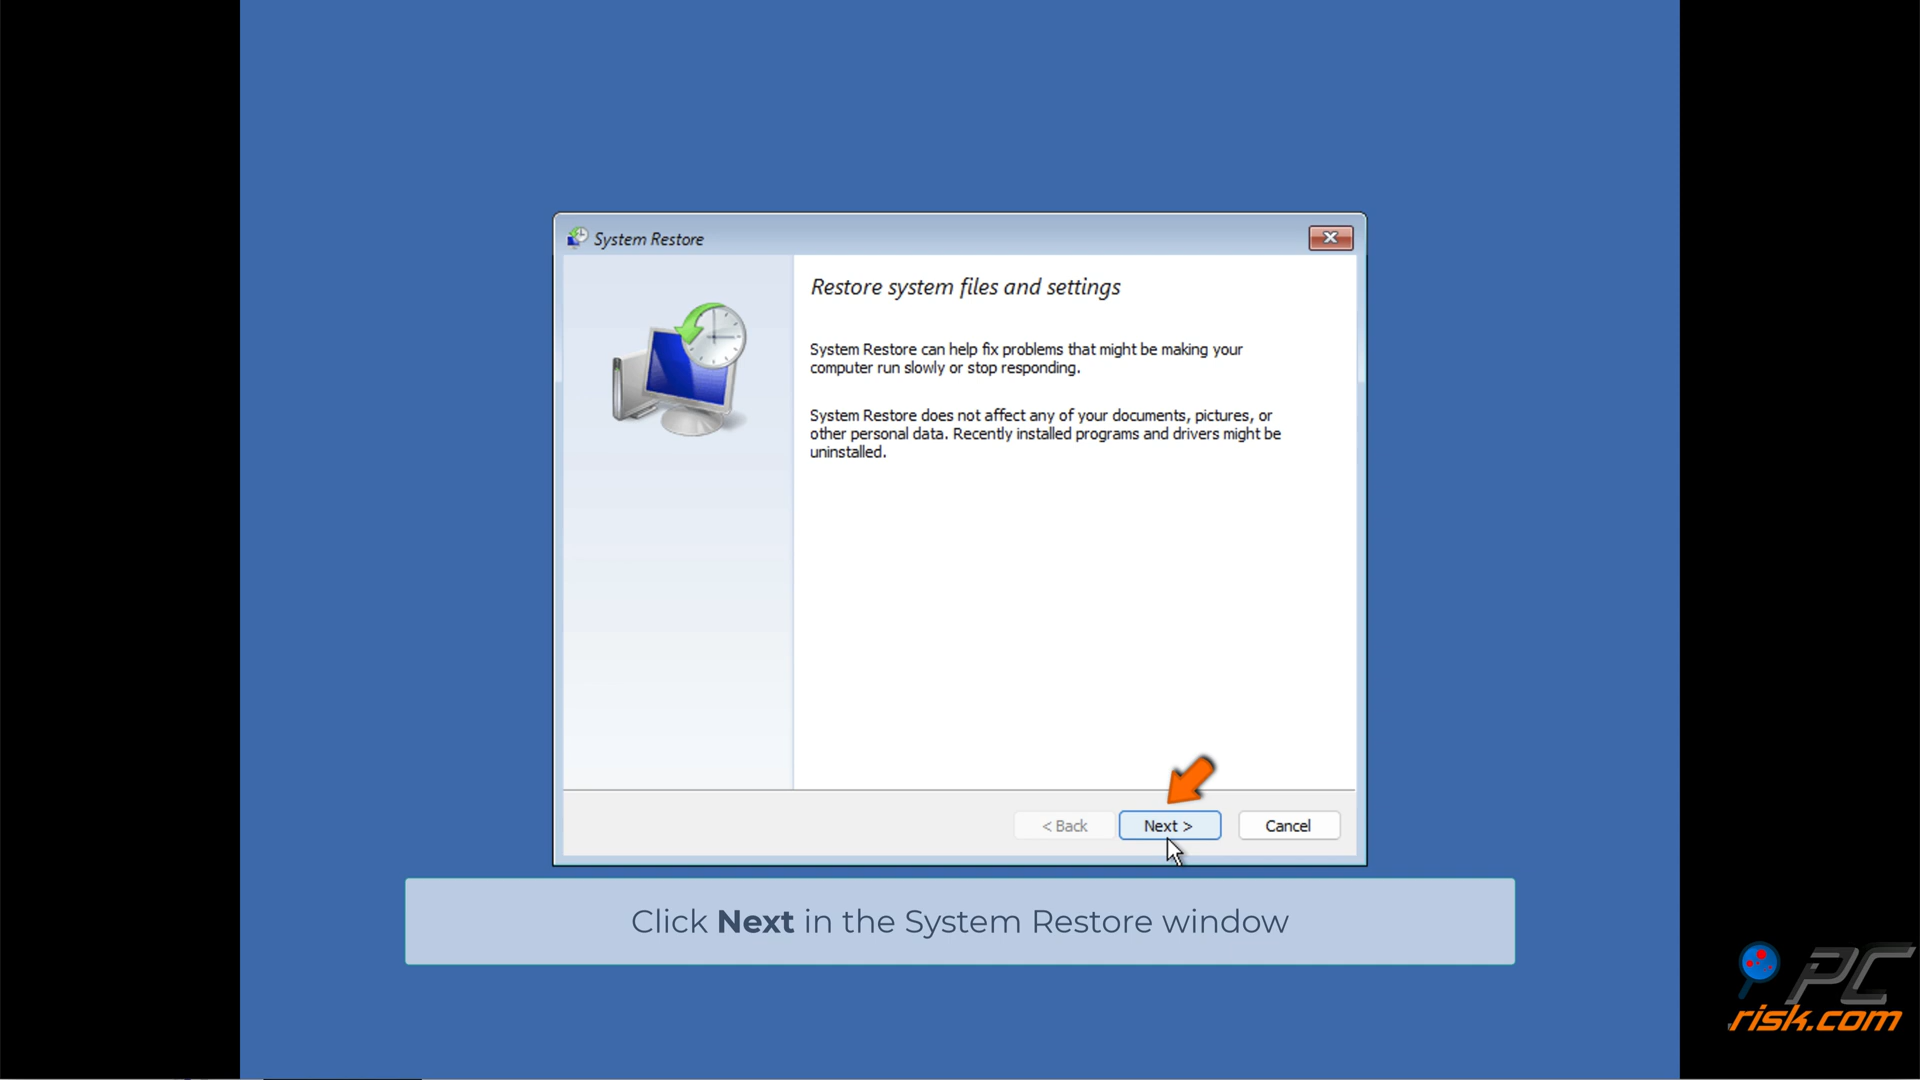 System Restore
Restore system files and settings
System Restore can help fix problems that might be making your
computer run slowly or stop responding.
System Restore does not affect any of your documents, pictures, or
other personal data. Recently installed programs and drivers might be
uninstalled.
< Back
Next >
Cancel
Click Next in the System Restore window
PC
risk.com